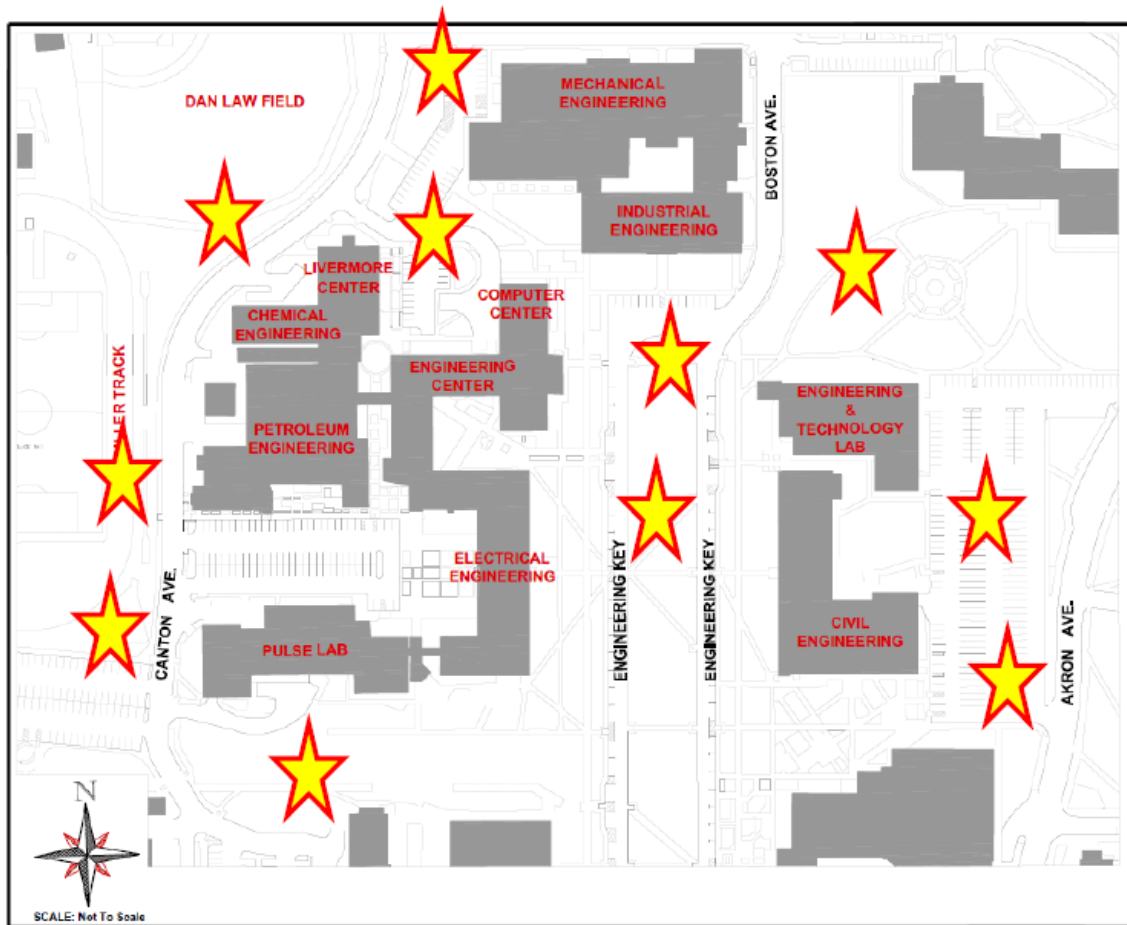 MECHANICAL
ENGINEERING
DAN LAW FIELD
BOSTON AVE.
INDUSTRIAL
ENGINEERING
LIVERMORE
CENTER
COMPUTER
CENTER
CHEMICAL
ENGINEERING
ENGINEERING
CENTER
TRACK
ENGINEERING
&
TECHNOLOGY
LAB
PETROLEUM
ENGINEERING
ELECTRICAL
ENGINEERING
ENGINEERING KEY
ENGINEERING KEY
CANTON AVE.
PULSE LAB
CIVIL
ENGINEERING
AKRON AVE.
N
SCALE: Not To Scale